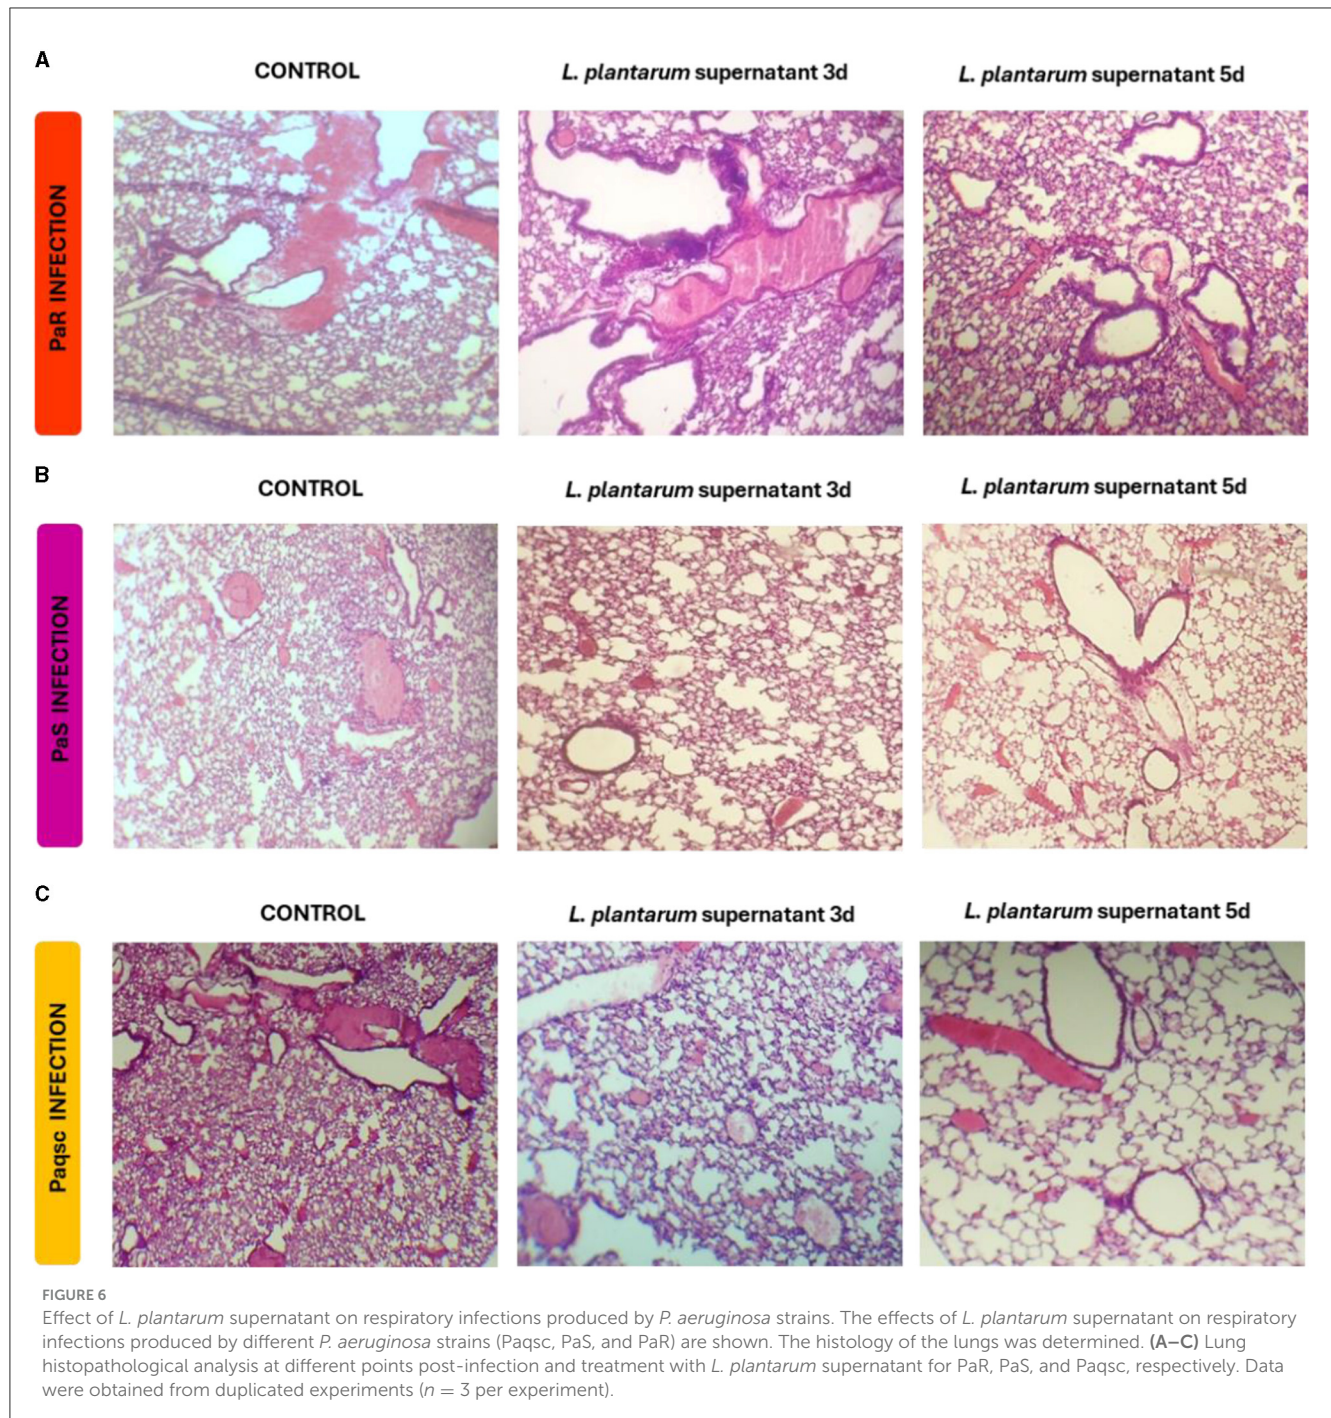 A
CONTROL
L. plantarum supernatant 3d
L. plantarum supernatant 5d
PaR INFECTION
B
CONTROL
L. plantarum supernatant 3d
L. plantarum supernatant 5d
PaS INFECTION
C
CONTROL
L. plantarum supernatant 3d
L. plantarum supernatant 5d
Paqsc INFECTION
FIGURE 6
Effect of L. plantarum supernatant on respiratory infections produced by P. aeruginosa strains. The effects of L. plantarum supernatant on respiratory
infections produced by different P. aeruginosa strains (Paqsc, PaS, and PaR) are shown. The histology of the lungs was determined. (A–C) Lung
histopathological analysis at different points post-infection and treatment with L. plantarum supernatant for PaR, PaS, and Paqsc, respectively. Data
were obtained from duplicated experiments (n = 3 per experiment).